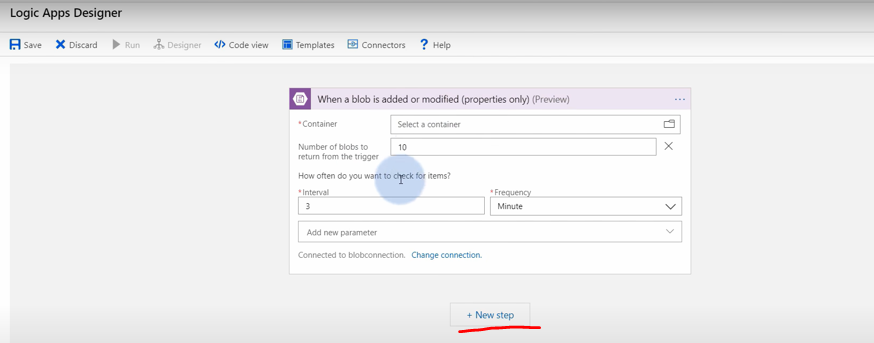 Logic Apps Designer
Save Discard Run Designer Code view Templates Connectors Help
When a blob is added or modified (properties only) (Preview)
*Container Select a container
Number of blobs to return from the trigger 10
How often do you want to check for items?
*Interval *Frequency
3 Minute
Add new parameter
Connected to blobconnection. Change connection.
+ New step